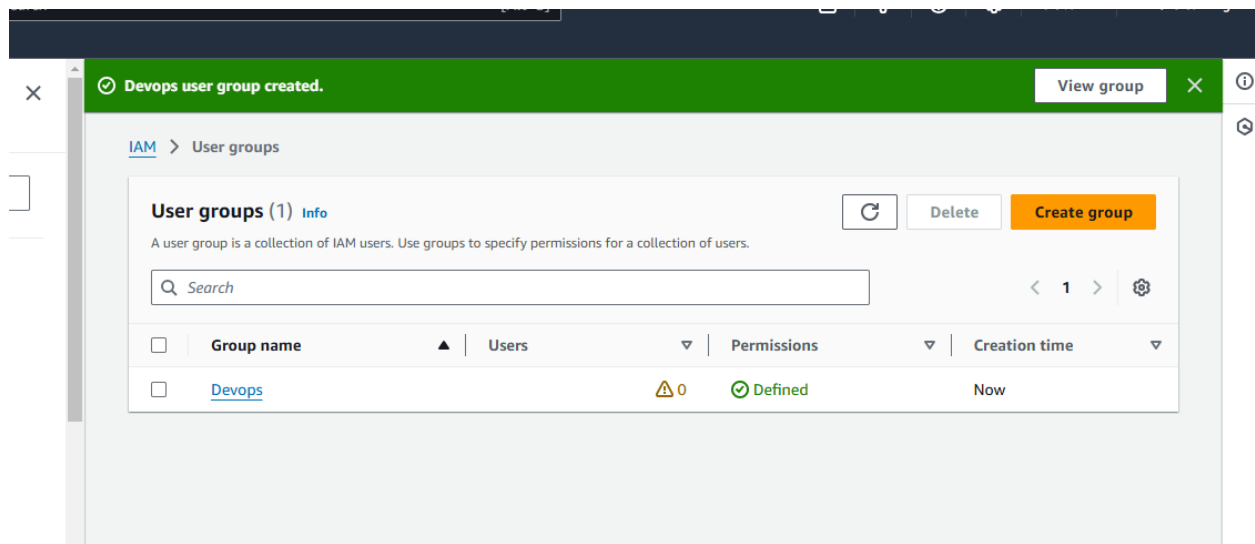 Devops user group created.
View group
IAM > User groups
User groups (1) Info
Delete
Create group
A user group is a collection of IAM users. Use groups to specify permissions for a collection of users.
Search
1
Group name Users Permissions Creation time
Devops 0 Defined Now